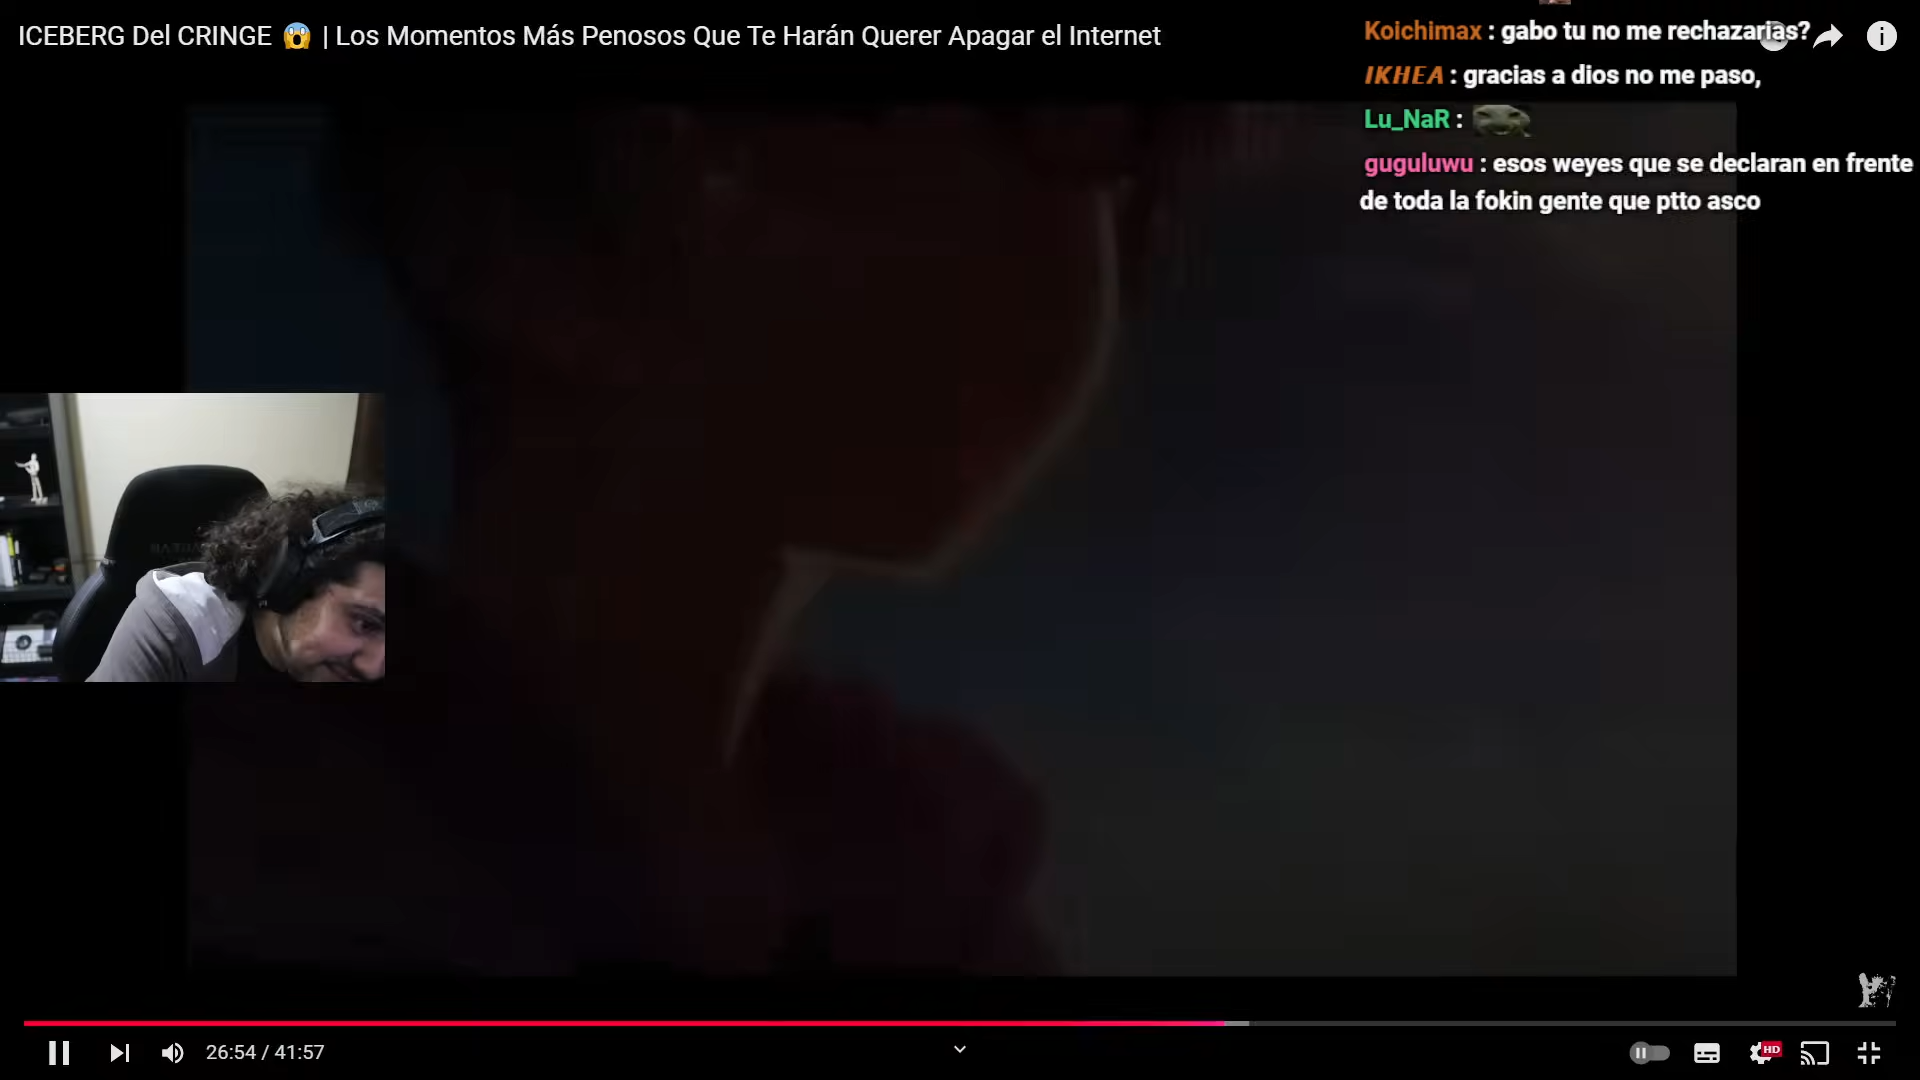 ICEBERG Del CRINGE 😱 | Los Momentos Más Penosos Que Te Harán Querer Apagar el Internet
Koichimax : gabo tu no me rechazarias?
IKHEA : gracias a dios no me paso,
Lu_NaR :
guguluwu : esos weyes que se declaran en frente
de toda la fokin gente que ptto asco
26:54 / 41:57
HD